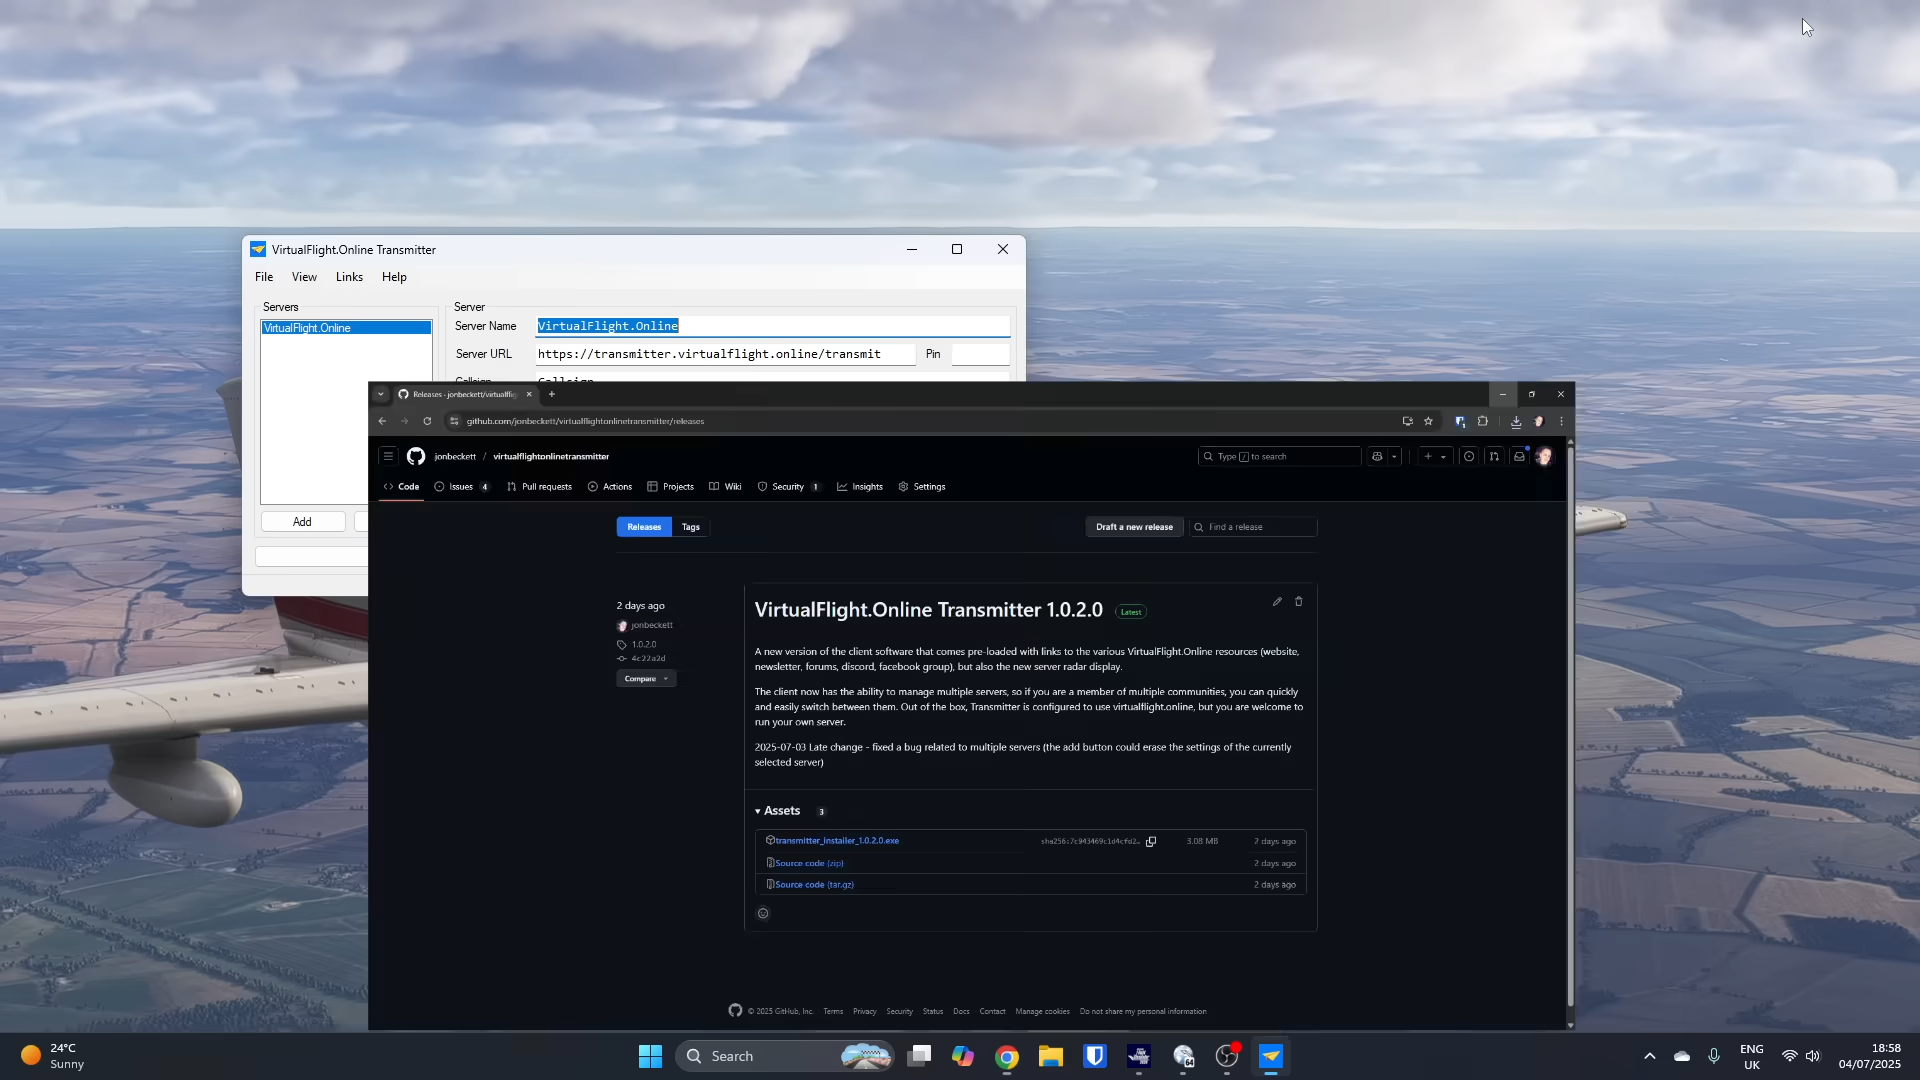 VirtualFlight.Online Transmitter
File View Links Help
Servers
VirtualFlight.Online
Add
Server
Server Name VirtualFlight.Online
Server URL https://transmitter.virtualflight.online/transmit Pin
Callsign Callsign
Releases - jonbeckett/virtualflig
github.com/jonbeckett/virtualflightonlinetransmitter/releases
jonbeckett / virtualflightonlinetransmitter
Type / to search
Code Issues 4 Pull requests Actions Projects Wiki Security 1 Insights Settings
Releases Tags
Draft a new release Find a release
2 days ago
jonbeckett
1.0.2.0
4c22a2d
Compare
VirtualFlight.Online Transmitter 1.0.2.0 Latest
A new version of the client software that comes pre-loaded with links to the various VirtualFlight.Online resources (website,
newsletter, forums, discord, facebook group), but also the new server radar display.
The client now has the ability to manage multiple servers, so if you are a member of multiple communities, you can quickly
and easily switch between them. Out of the box, Transmitter is configured to use virtualflight.online, but you are welcome to
run your own server.
2025-07-03 Late change - fixed a bug related to multiple servers (the add button could erase the settings of the currently
selected server)
Assets 3
transmitter_installer_1.0.2.0.exe sha256:7c943469c1d4cfd2… 3.08 MB 2 days ago
Source code (zip) 2 days ago
Source code (tar.gz) 2 days ago
© 2025 GitHub, Inc. Terms Privacy Security Status Docs Contact Manage cookies Do not share my personal information
24°C
Sunny
Search
64
ENG
UK
18:58
04/07/2025